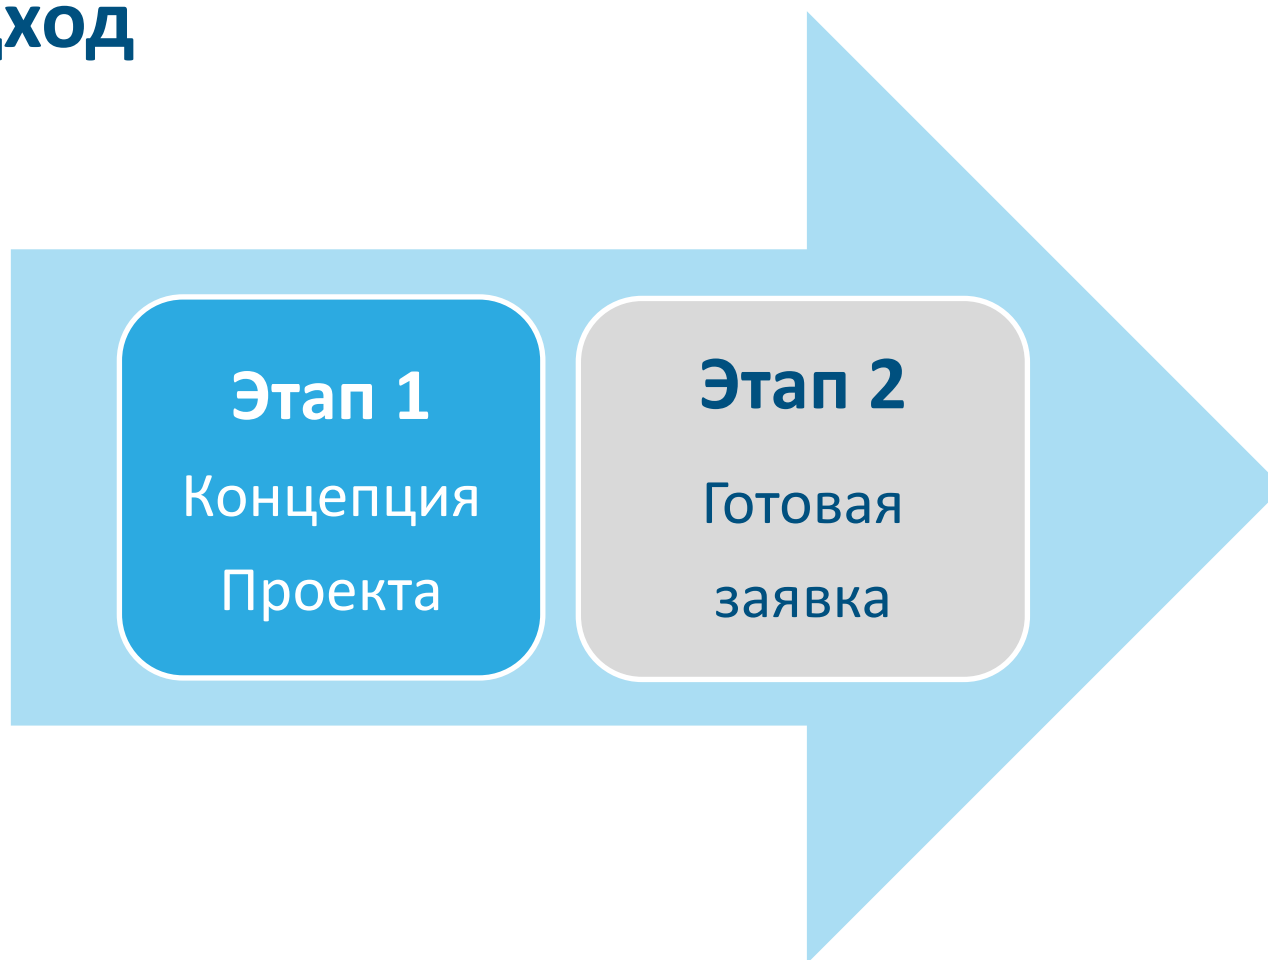 ход
Этап 1
Концепция
Проекта
Этап 2
Готовая
заявка